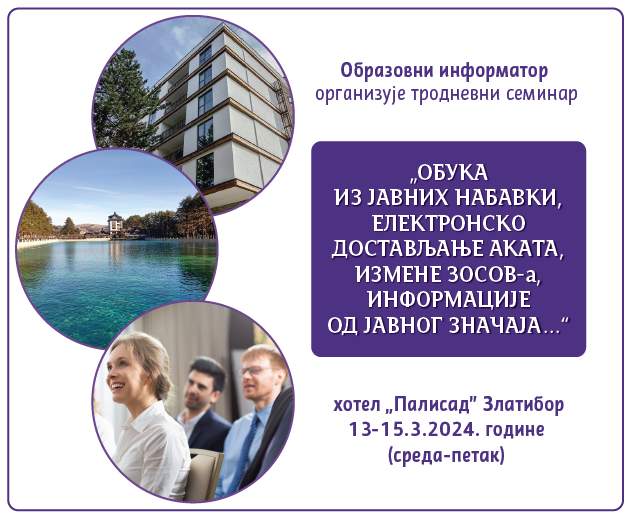 Образовни информатор
организује тродневни семинар
„ОБУКА
ИЗ ЈАВНИХ НАБАВКИ,
ЕЛЕКТРОНСКО
ДОСТАВЉАЊЕ АКАТА,
ИЗМЕНЕ ЗОСОВ-а,
ИНФОРМАЦИЈЕ
ОД ЈАВНОГ ЗНАЧАЈА...“
хотел „Палисад” Златибор
13-15.3.2024. године
(среда-петак)